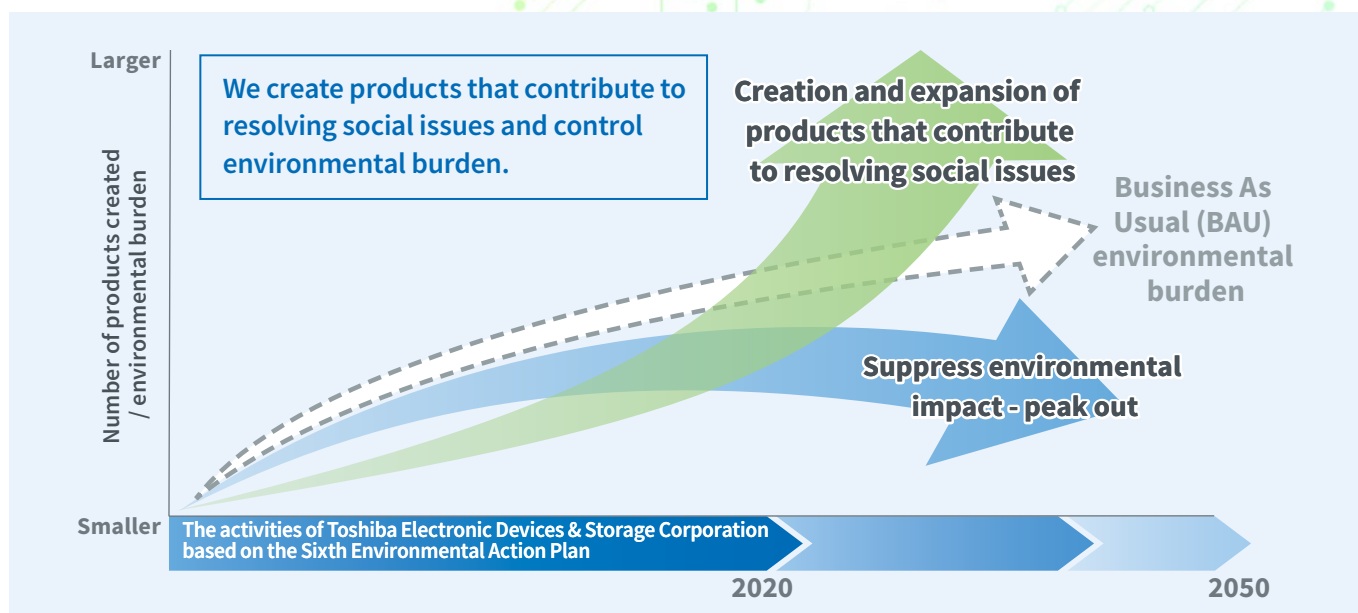 Larger
We create products that contribute to
resolving social issues and control
environmental burden.
Creation and expansion of
products that contribute
to resolving social issues
Business As
Usual (BAU)
environmental
burden
Number of products created
/ environmental burden
Suppress environmental
impact - peak out
Smaller
The activities of Toshiba Electronic Devices & Storage Corporation
based on the Sixth Environmental Action Plan
2020
2050